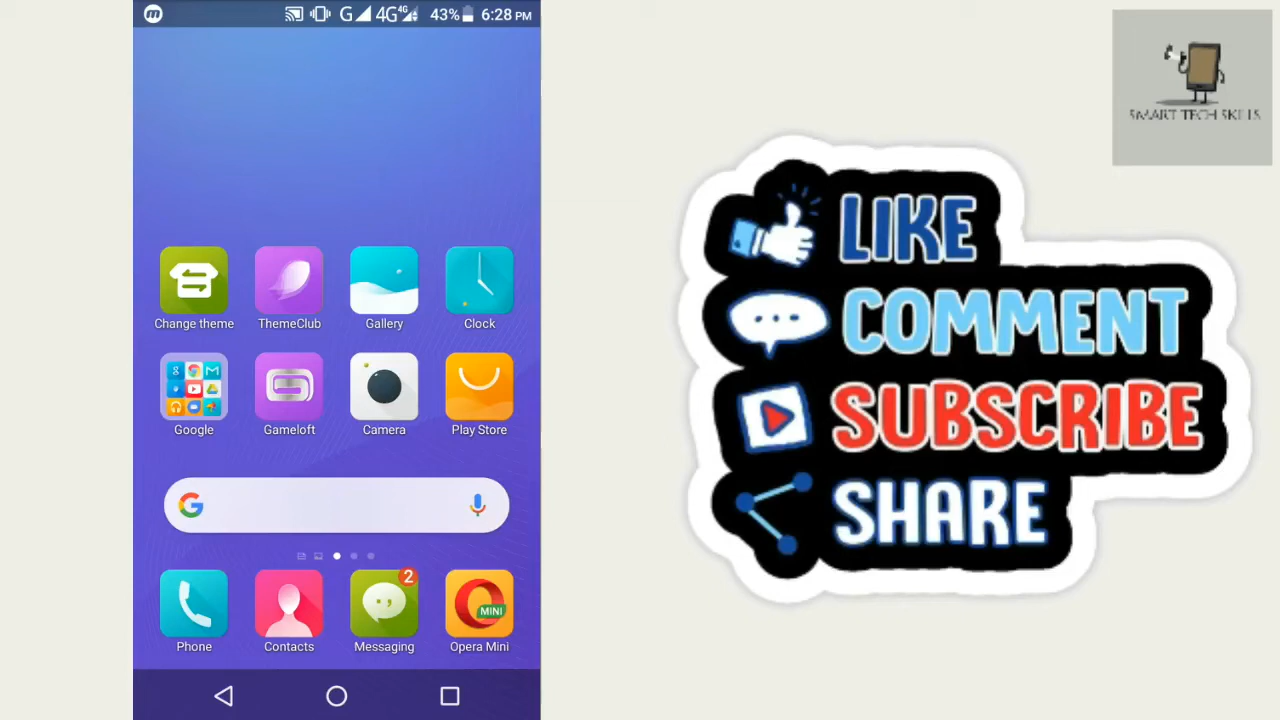 G 4G 4G 43% 6:28 PM
Change theme
ThemeClub
Gallery
Clock
Google
Gameloft
Camera
Play Store
2
MINI
Phone
Contacts
Messaging
Opera Mini
SMART TECH SKILLS
LIKE
COMMENT
SUBSCRIBE
SHARE